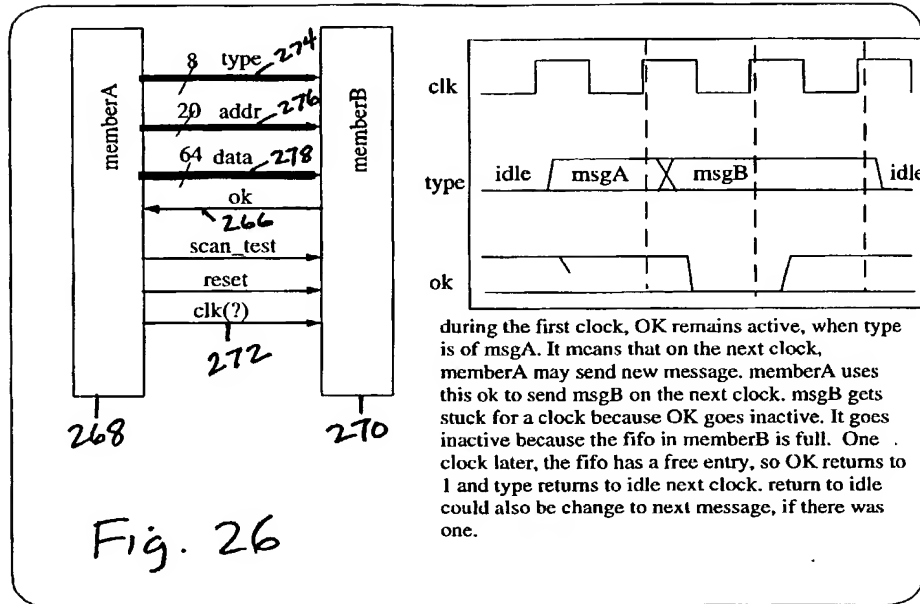 8 type 274
20 addr 276
64 data 278
ok
266
scan_test
reset
clk(?)
272
memberA
memberB
268
270
clk
type idle msgA msgB idle
ok
during the first clock, OK remains active, when type
is of msgA. It means that on the next clock,
memberA may send new message. memberA uses
this ok to send msgB on the next clock. msgB gets
stuck for a clock because OK goes inactive. It goes
inactive because the fifo in memberB is full. One
clock later, the fifo has a free entry, so OK returns to
1 and type returns to idle next clock. return to idle
could also be change to next message, if there was
one.
Fig. 26